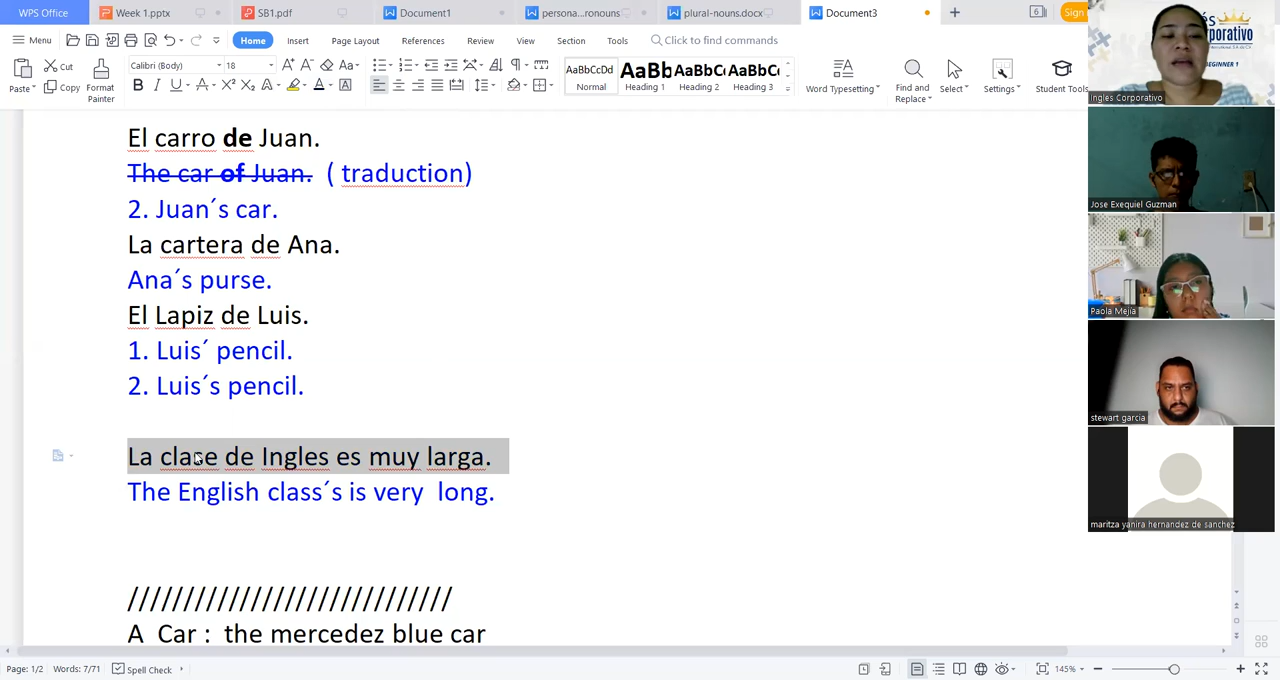 WPS Office
Week 1.pptx
SB1.pdf
Document1
persona...ronouns
plural-nouns.docx
Document3
6
Sign
Menu
Home
Insert
Page Layout
References
Review
View
Section
Tools
Click to find commands
Paste
Cut
Copy
Format Painter
Calibri (Body)
18
AaBbCcDd
Normal
Heading 1
Heading 2
Heading 3
Word Typesetting
Find and Replace
Select
Settings
Student Tools
El carro de Juan.
The car of Juan. ( traduction)
2. Juan´s car.
La cartera de Ana.
Ana´s purse.
El Lapiz de Luis.
1. Luis´ pencil.
2. Luis´s pencil.
La clase de Ingles es muy larga.
The English class´s is very long.
///////////////////////////
A Car : the mercedez blue car
Page: 1/2
Words: 7/71
Spell Check
145%
Ingles Corporativo
Jose Exequiel Guzman
Paola Mejia
stewart garcia
maritza yanira hernandez de sanchez